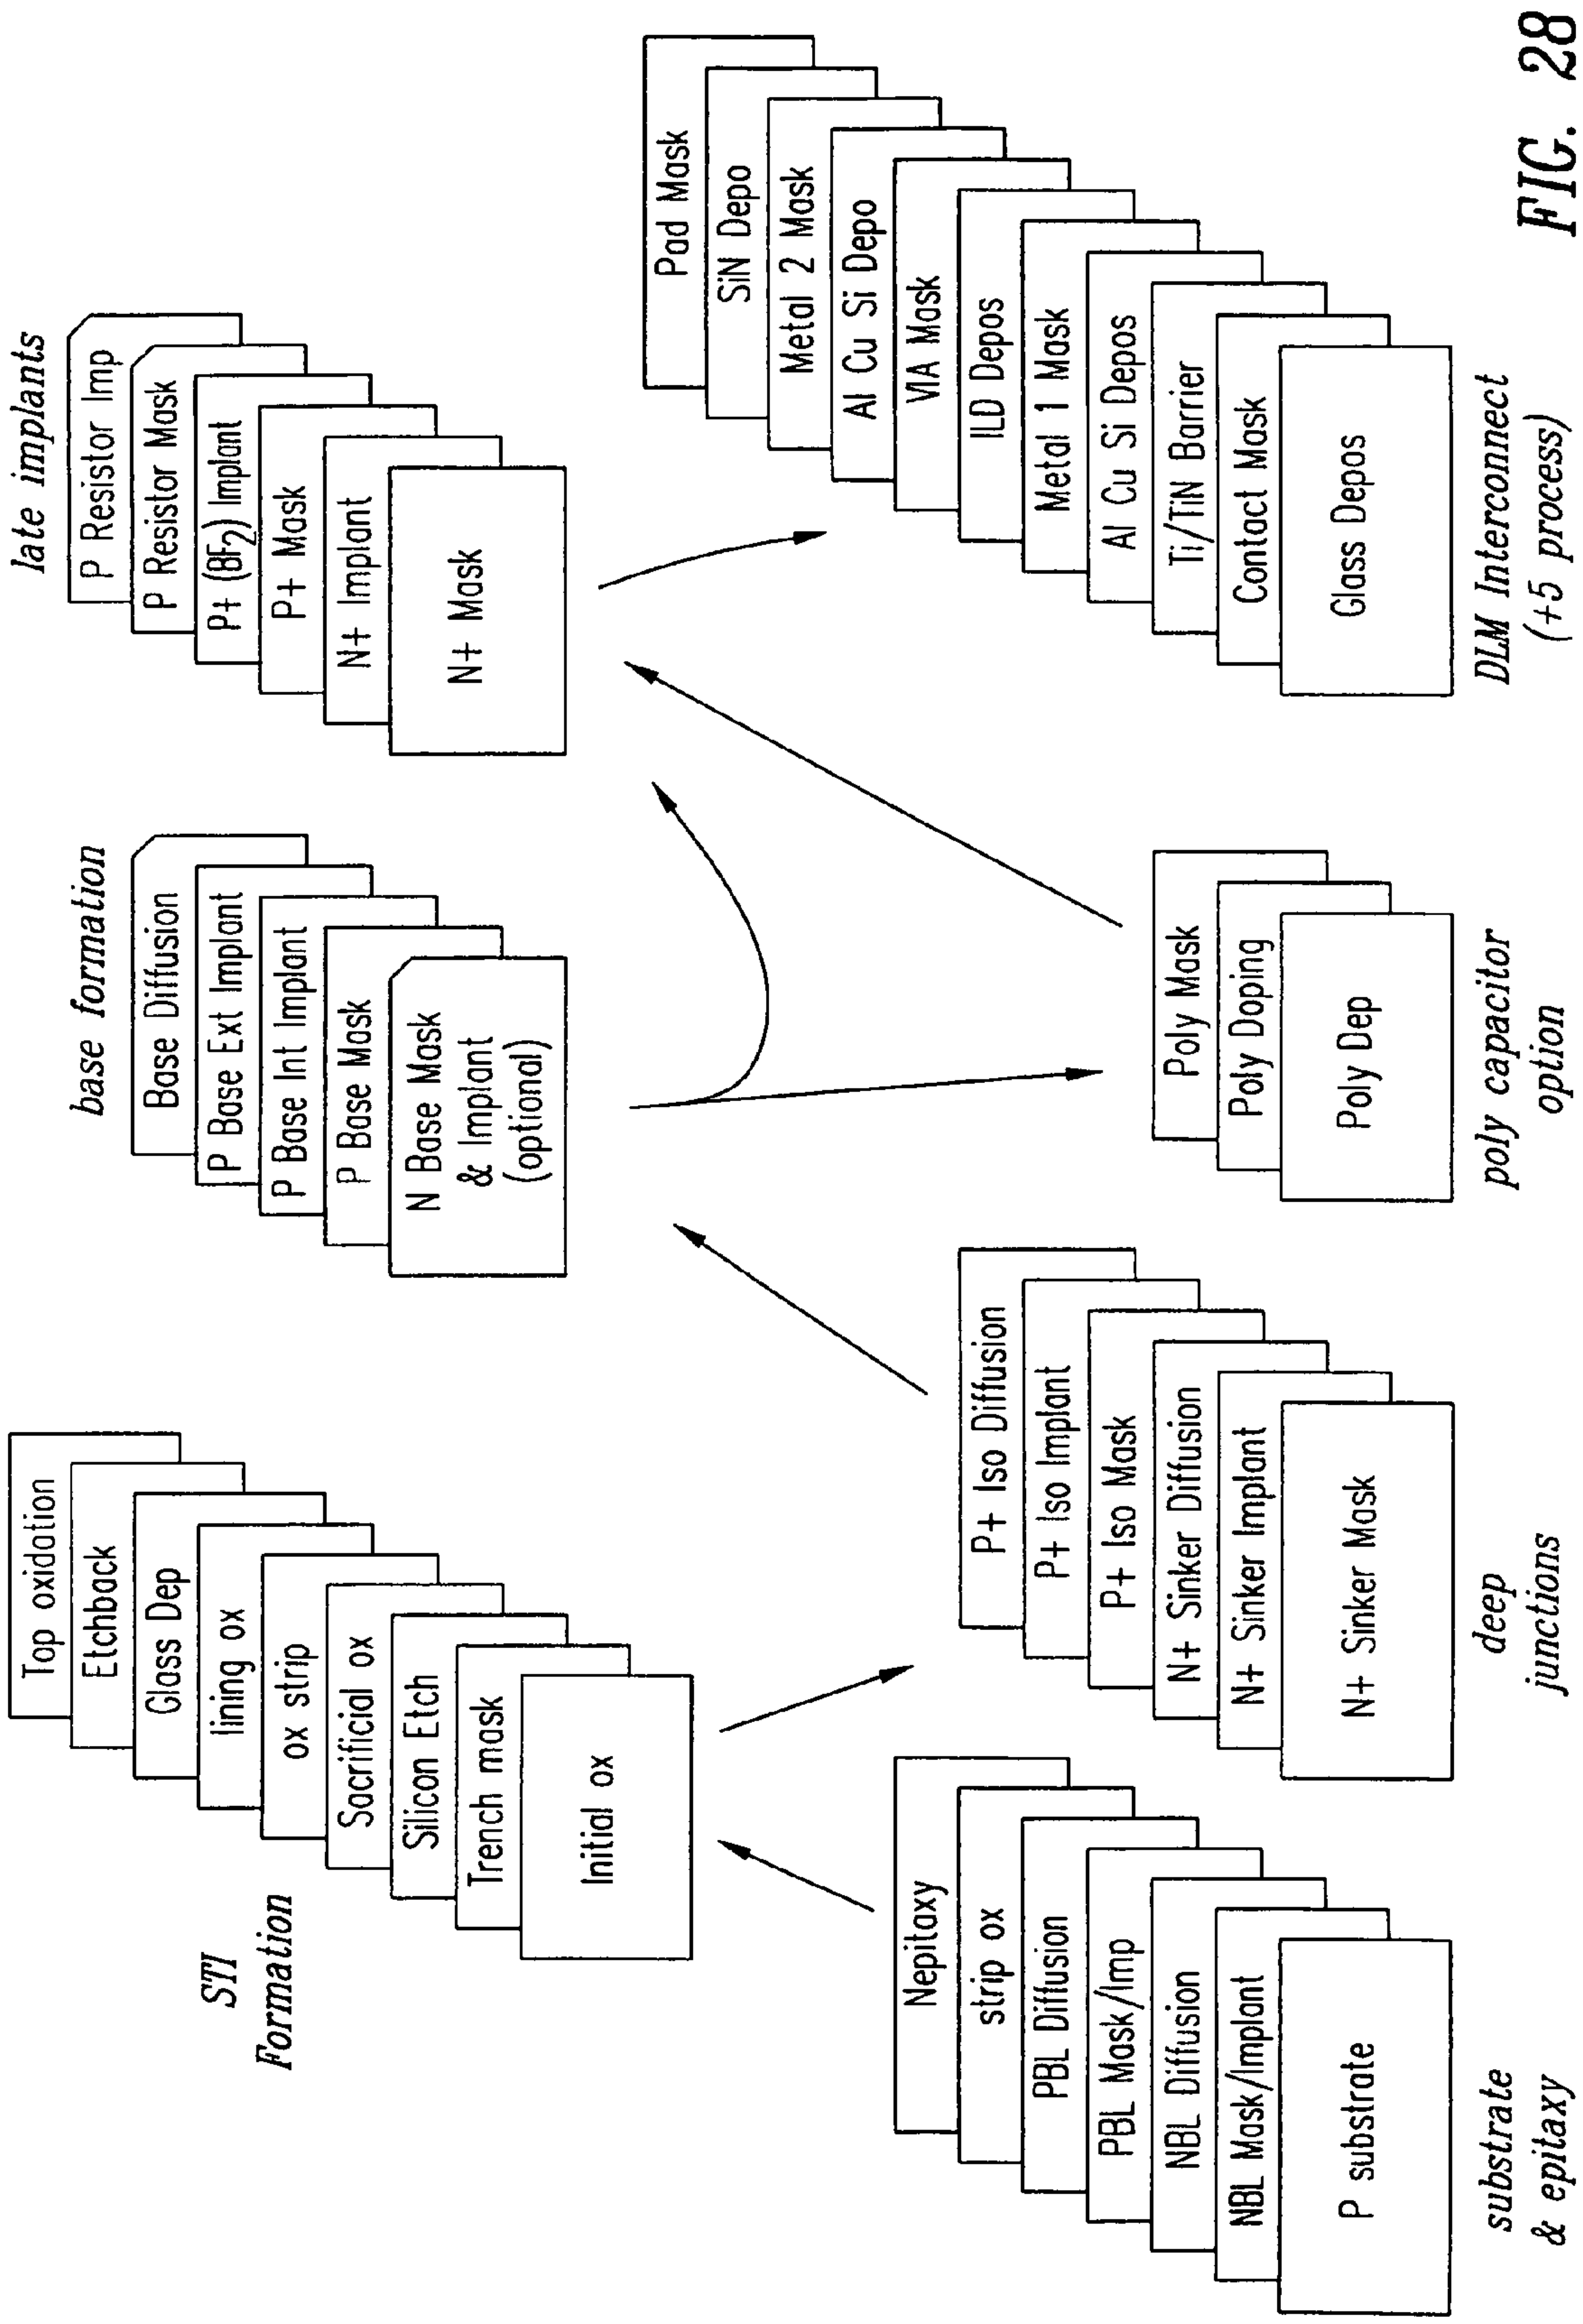 STI
Formation
Top oxidation
Etchback
Glass Dep
lining ox
ox strip
Sacrificial ox
Silicon Etch
Trench mask
Initial ox
base formation
Base Diffusion
P Base Ext Implant
P Base Int Implant
P Base Mask
N Base Mask
& Implant
(optional)
late implants
P Resistor Imp
P Resistor Mask
P+ (BF2) Implant
P+ Mask
N+ Implant
N+ Mask
Nepitaxy
strip ox
PBL Diffusion
PBL Mask/Imp
NBL Diffusion
NBL Mask/Implant
P substrate
substrate
& epitaxy
P+ Iso Diffusion
P+ Iso Implant
P+ Iso Mask
N+ Sinker Diffusion
N+ Sinker Implant
N+ Sinker Mask
deep
junctions
Poly Mask
Poly Doping
Poly Dep
poly capacitor
option
Pad Mask
SiN Depo
Metal 2 Mask
Al Cu Si Depo
VIA Mask
ILD Depos
Metal 1 Mask
Al Cu Si Depos
Ti/TiN Barrier
Contact Mask
Glass Depos
DLM Interconnect
(+5 process)
FIG. 28